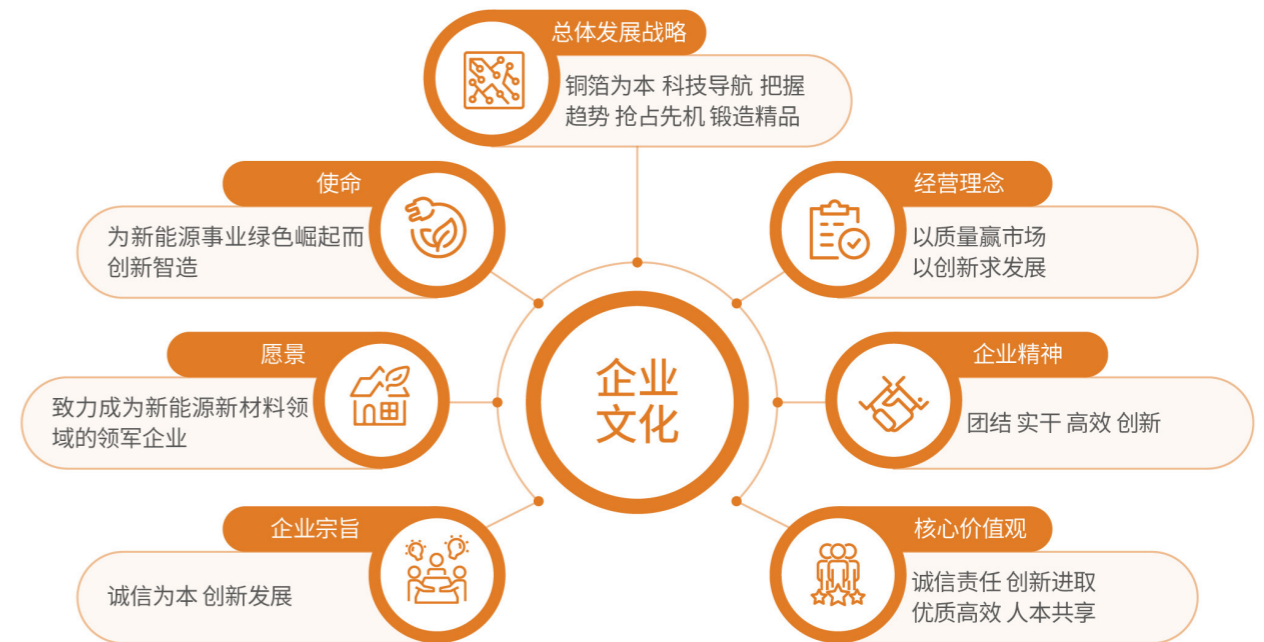 总体发展战略
铜箔为本 科技导航 把握
趋势 抢占先机 锻造精品
使命
为新能源事业绿色崛起而
创新智造
经营理念
以质量赢市场
以创新求发展
愿景
致力成为新能源新材料领
域的领军企业
企业
文化
企业精神
团结 实干 高效 创新
企业宗旨
诚信为本 创新发展
核心价值观
诚信责任 创新进取
优质高效 人本共享